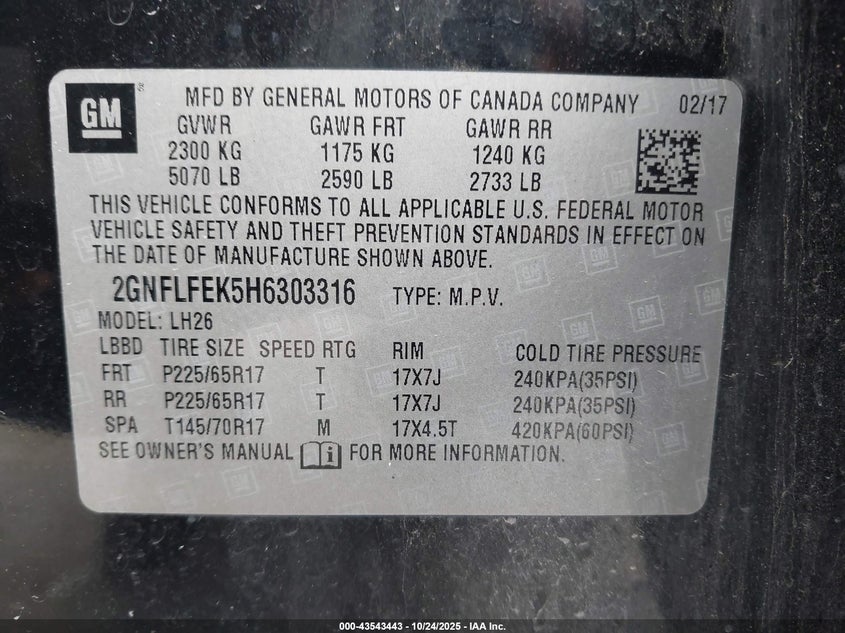 GM
MFD BY GENERAL MOTORS OF CANADA COMPANY 02/17
GVWR GAWR FRT GAWR RR
2300 KG 1175 KG 1240 KG
5070 LB 2590 LB 2733 LB
THIS VEHICLE CONFORMS TO ALL APPLICABLE U.S. FEDERAL MOTOR
VEHICLE SAFETY AND THEFT PREVENTION STANDARDS IN EFFECT ON
THE DATE OF MANUFACTURE SHOWN ABOVE.
2GNFLFEK5H6303316 TYPE: M.P.V.
MODEL: LH26
LBBD TIRE SIZE SPEED RTG RIM COLD TIRE PRESSURE
FRT P225/65R17 T 17X7J 240KPA(35PSI)
RR P225/65R17 T 17X7J 240KPA(35PSI)
SPA T145/70R17 M 17X4.5T 420KPA(60PSI)
SEE OWNER'S MANUAL i FOR MORE INFORMATION.
000-43543443 - 10/24/2025 - IAA Inc.